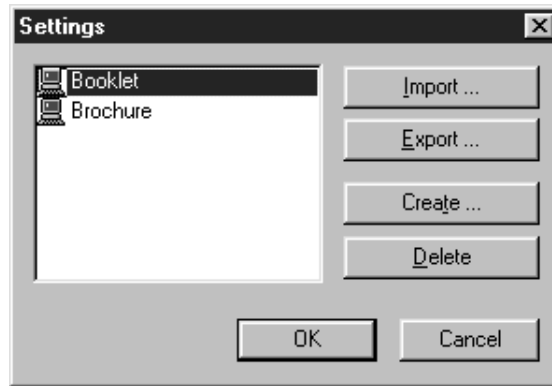 Settings
Booklet
Brochure
Import ...
Export ...
Create ...
Delete
OK
Cancel